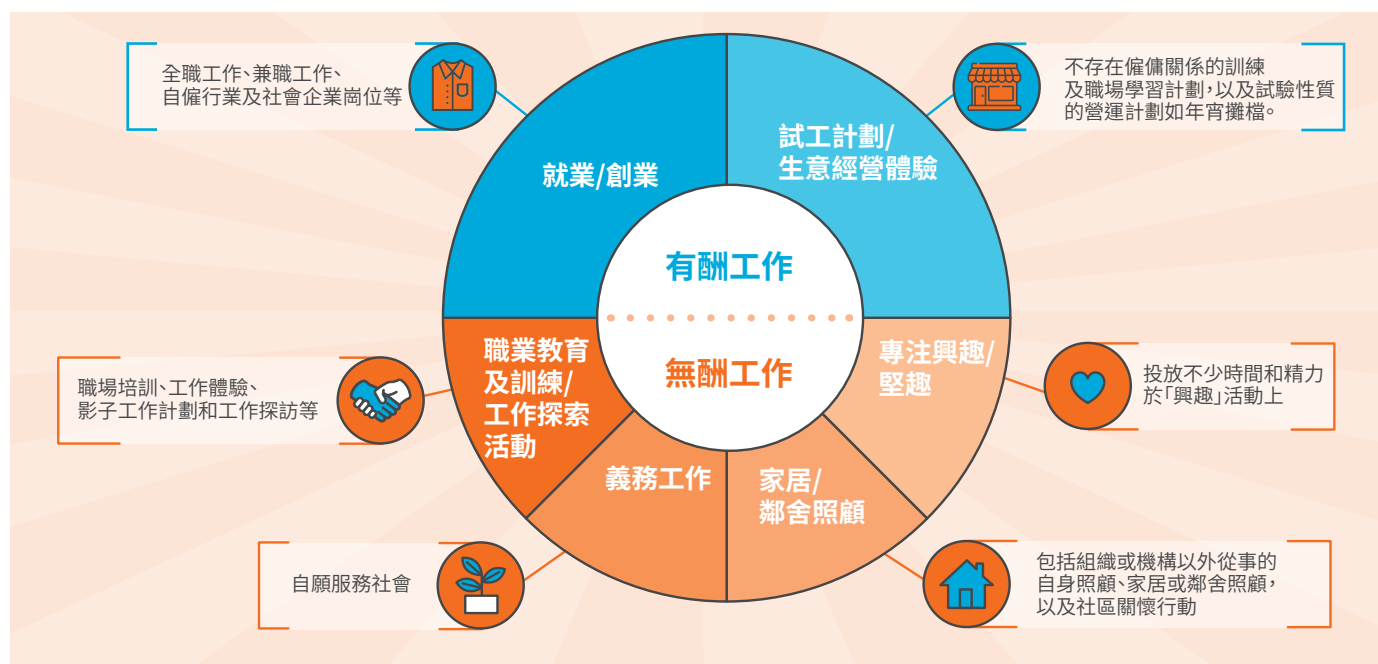 全職工作、兼職工作、
自僱行業及社會企業崗位等
不存在僱傭關係的訓練
及職場學習計劃，以及試驗性質
的營運計劃如年宵攤檔。
就業/創業
試工計劃/
生意經營體驗
有酬工作
無酬工作
職業教育
及訓練/
工作探索
活動
專注興趣/
堅趣
職場培訓、工作體驗、
影子工作計劃和工作探訪等
投放不少時間和精力
於「興趣」活動上
義務工作
家居/
鄰舍照顧
自願服務社會
包括組織或機構以外從事的
自身照顧、家居或鄰舍照顧，
以及社區關懷行動